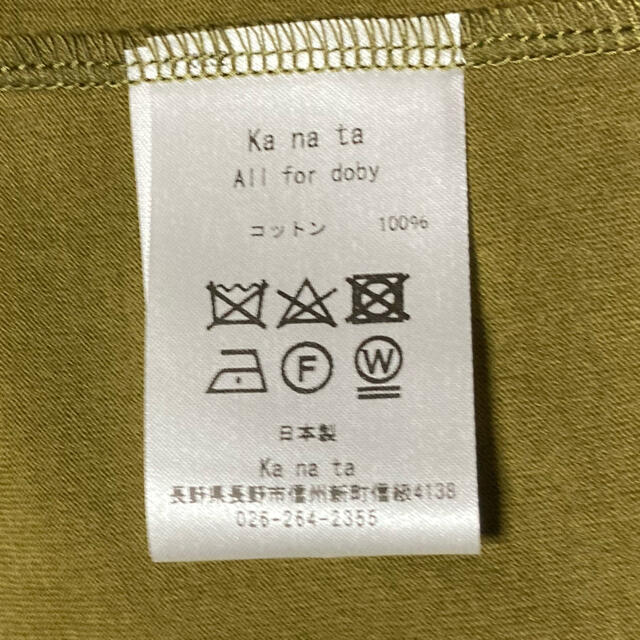 Ka na ta
All for doby
コットン 100%
F W
日本製
Ka na ta
長野県長野市信州新町信級4138
026-264-2355